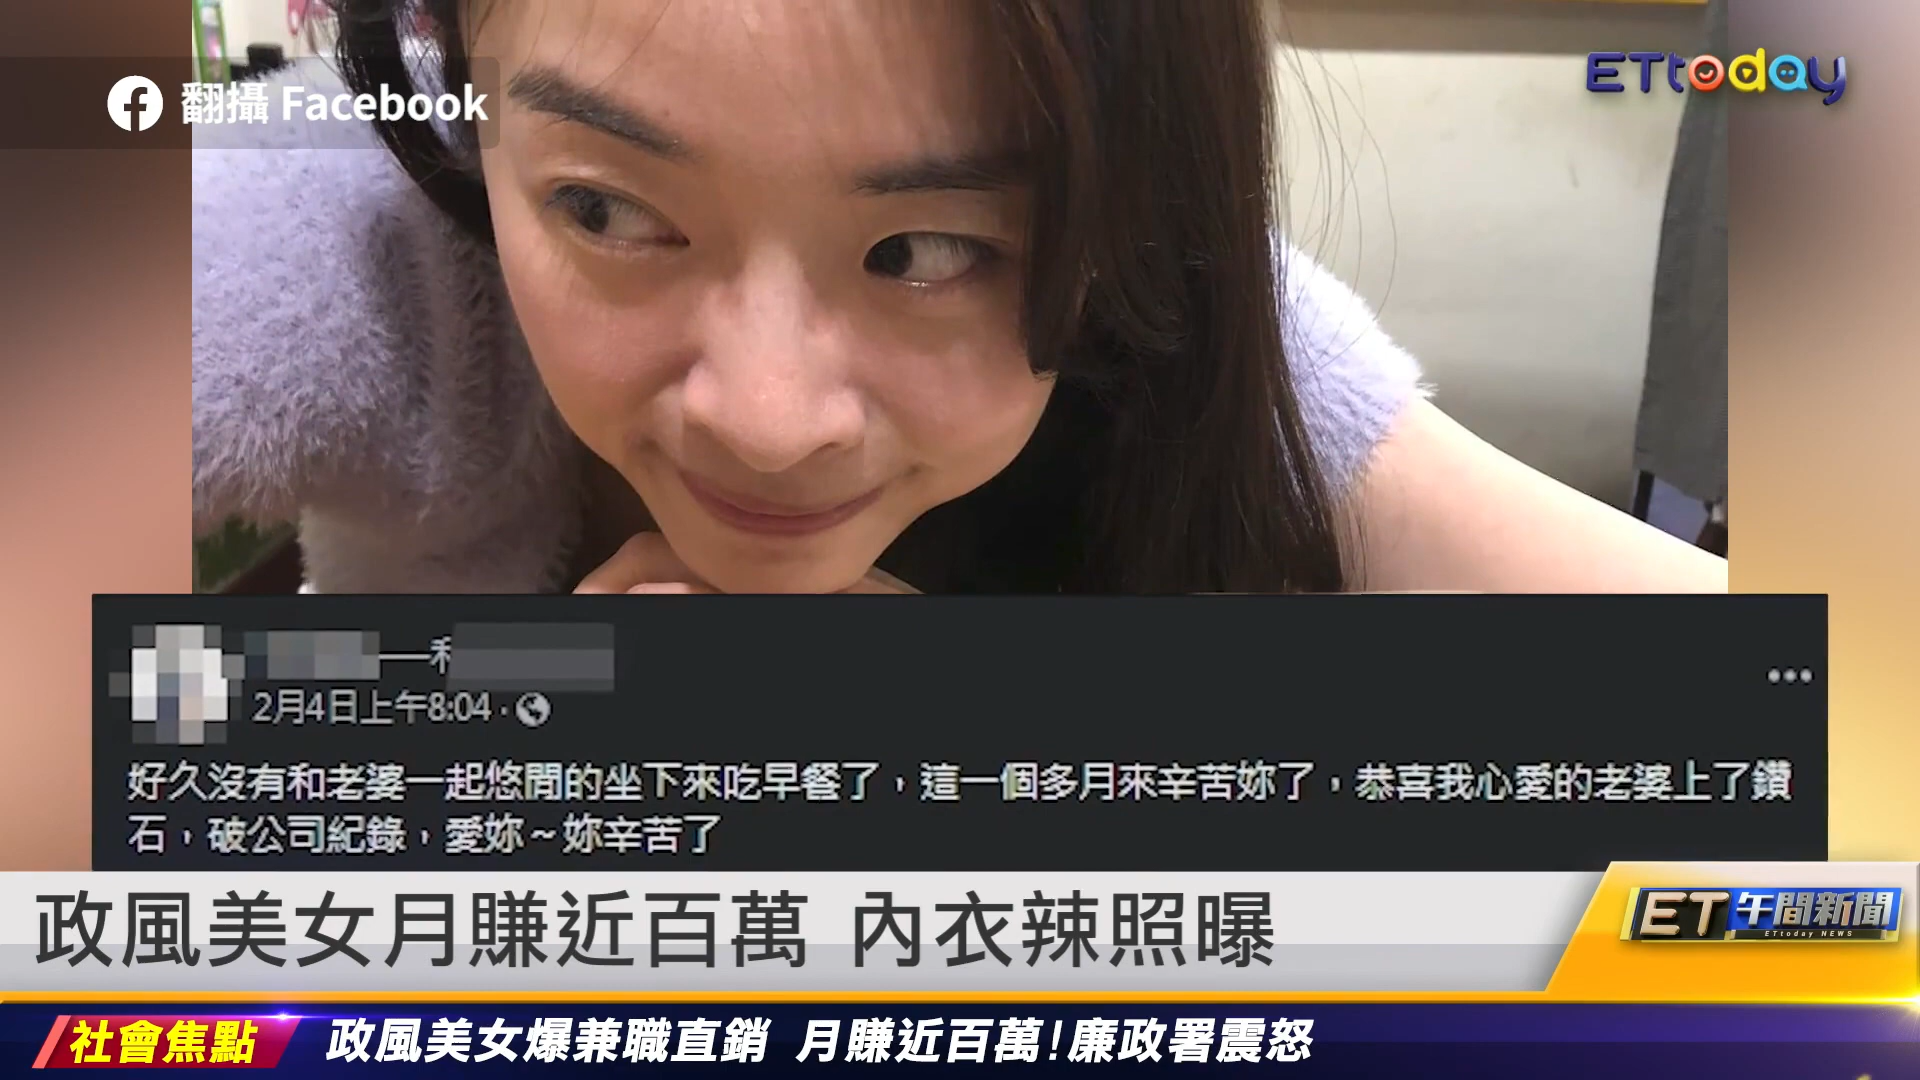 翻攝 Facebook
ETtoday
一和
2月4日上午8:04
好久沒有和老婆一起悠閒的坐下來吃早餐了，這一個多月來辛苦妳了，恭喜我心愛的老婆上了鑽
石，破公司紀錄，愛妳～妳辛苦了
政風美女月賺近百萬 內衣辣照曝
ET午間新聞
ETtoday NEWS
社會焦點
政風美女爆兼職直銷 月賺近百萬!廉政署震怒